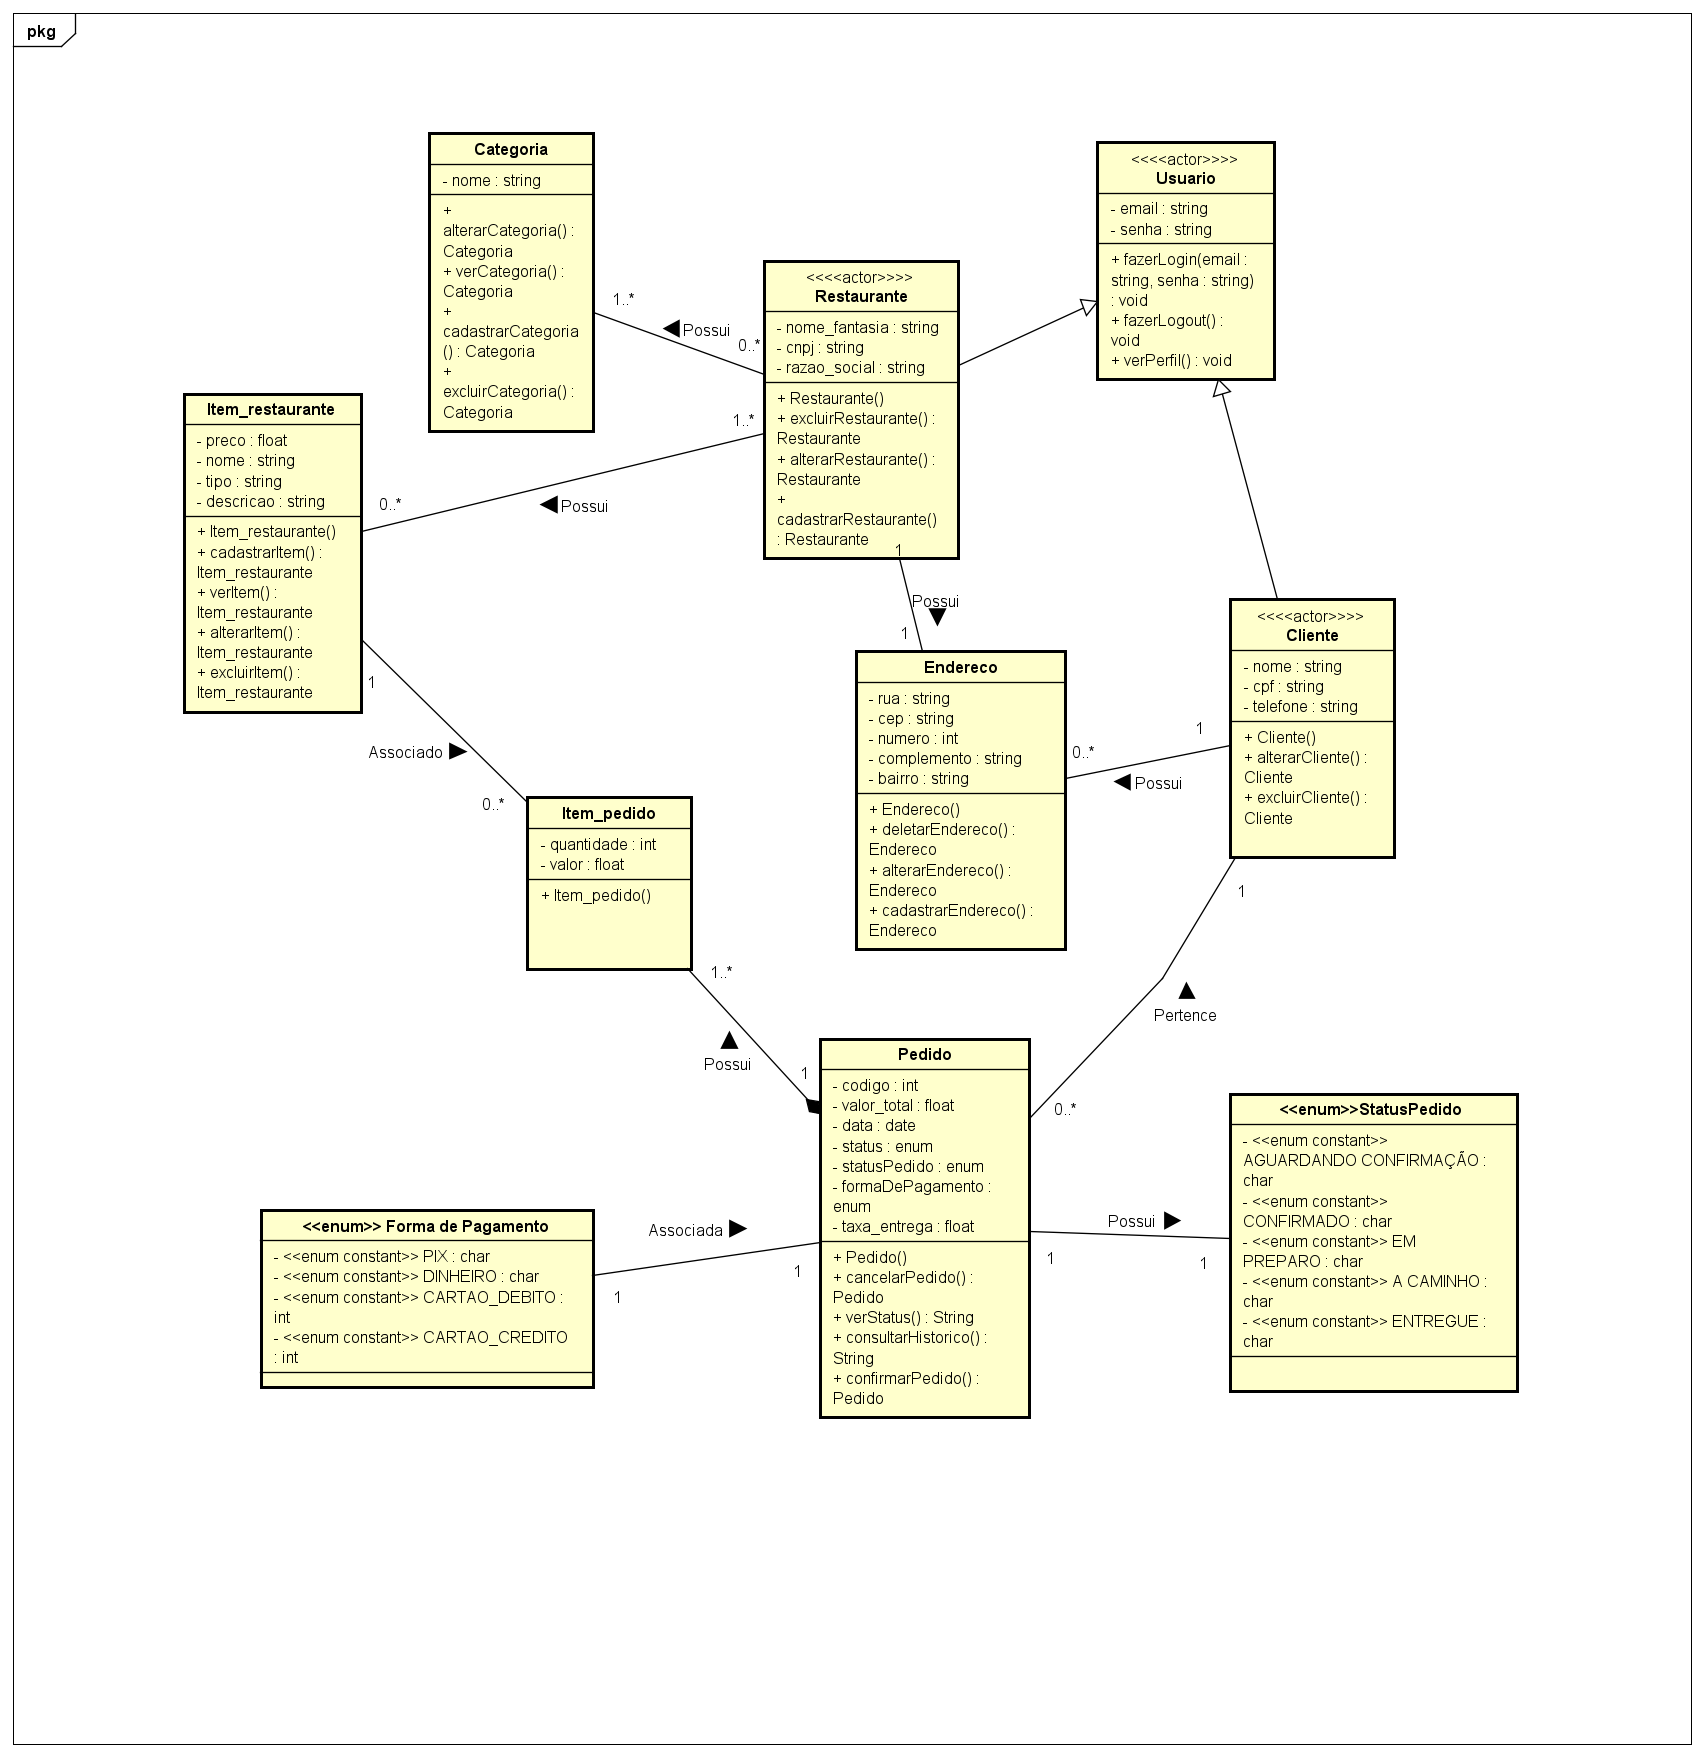 pkg
Categoria
- nome : string
+
alterarCategoria() :
Categoria
+ verCategoria() :
Categoria
+
cadastrarCategoria
() : Categoria
+
excluirCategoria() :
Categoria
<<<<actor>>>>
Usuario
- email : string
- senha : string
+ fazerLogin(email :
string, senha : string)
: void
+ fazerLogout() :
void
+ verPerfil() : void
<<<<actor>>>>
Restaurante
- nome_fantasia : string
- cnpj : string
- razao_social : string
+ Restaurante()
+ excluirRestaurante() :
Restaurante
+ alterarRestaurante() :
Restaurante
+
cadastrarRestaurante()
: Restaurante
1..*
Possui
0..*
1..*
0..*
Possui
Item_restaurante
- preco : float
- nome : string
- tipo : string
- descricao : string
+ Item_restaurante()
+ cadastrarItem() :
Item_restaurante
+ verItem() :
Item_restaurante
+ alterarItem() :
Item_restaurante
+ excluirItem() :
Item_restaurante
1
Possui
1
Endereco
- rua : string
- cep : string
- numero : int
- complemento : string
- bairro : string
+ Endereco()
+ deletarEndereco() :
Endereco
+ alterarEndereco() :
Endereco
+ cadastrarEndereco() :
Endereco
<<<<actor>>>>
Cliente
- nome : string
- cpf : string
- telefone : string
+ Cliente()
+ alterarCliente() :
Cliente
+ excluirCliente() :
Cliente
1
0..*
Possui
1
Associado
0..*
Item_pedido
- quantidade : int
- valor : float
+ Item_pedido()
1..*
Possui
1
1
Pertence
0..*
Pedido
- codigo : int
- valor_total : float
- data : date
- status : enum
- statusPedido : enum
- formaDePagamento :
enum
- taxa_entrega : float
+ Pedido()
+ cancelarPedido() :
Pedido
+ verStatus() : String
+ consultarHistorico() :
String
+ confirmarPedido() :
Pedido
<<enum>>StatusPedido
- <<enum constant>>
AGUARDANDO CONFIRMAÇÃO :
char
- <<enum constant>>
CONFIRMADO : char
- <<enum constant>> EM
PREPARO : char
- <<enum constant>> A CAMINHO :
char
- <<enum constant>> ENTREGUE :
char
Possui
1
1
<<enum>> Forma de Pagamento
- <<enum constant>> PIX : char
- <<enum constant>> DINHEIRO : char
- <<enum constant>> CARTAO_DEBITO :
int
- <<enum constant>> CARTAO_CREDITO
: int
Associada
1
1